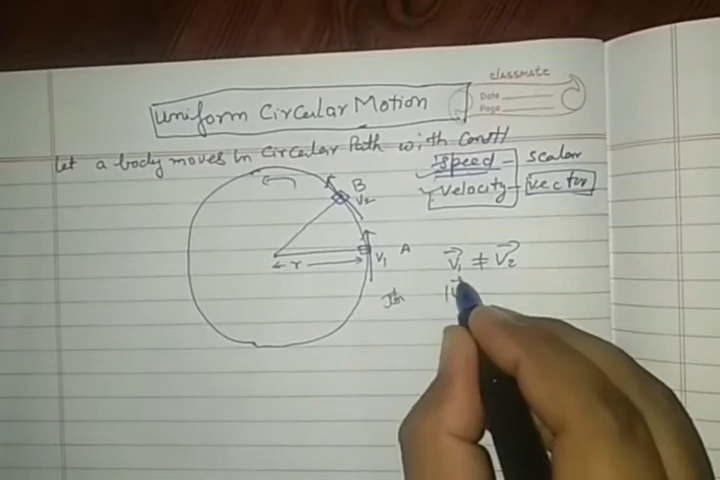 classmate
Date
Page
Uniform Circular Motion
Let a body moves in Circular Path with Constt
speed - scalar
velocity - vector
B
V2
A
V1
r
V1 ≠ V2